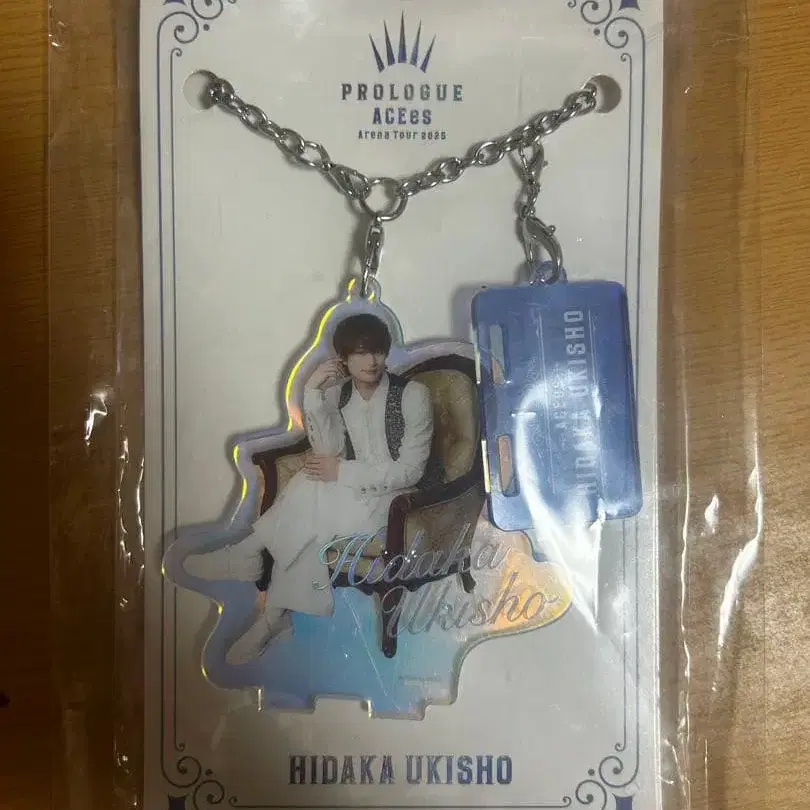 PROLOGUE
ACEes
Arena Tour 2025
ACEes
HIDAKA UKISHO
Hidaka
Ukisho
HIDAKA UKISHO